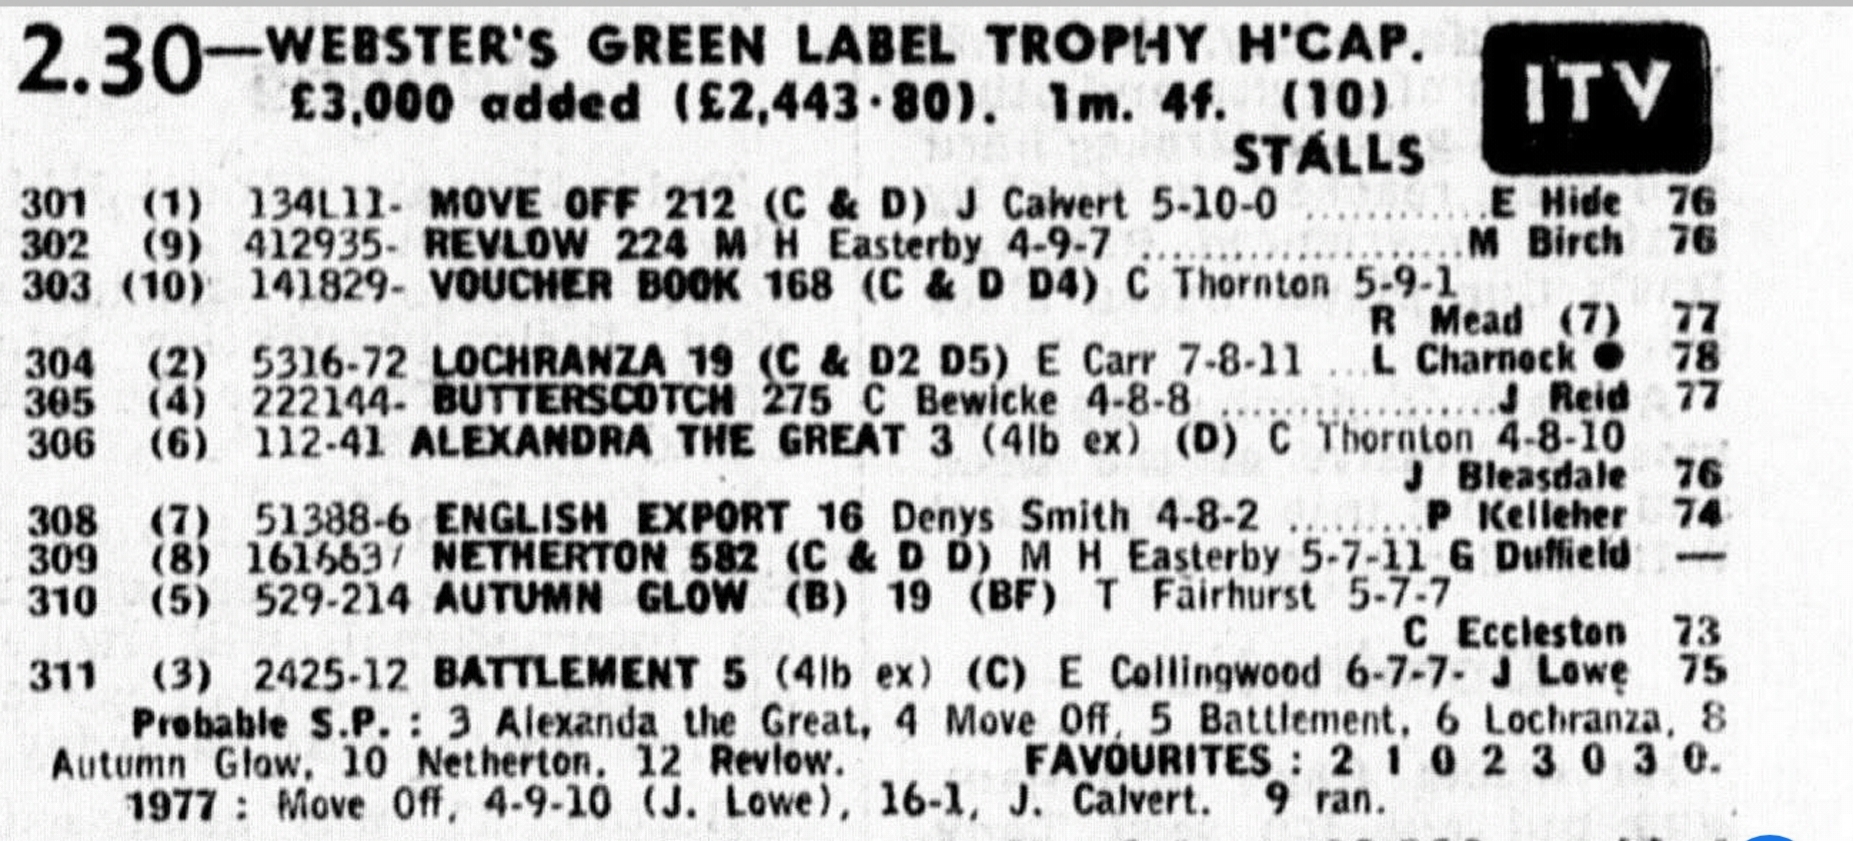 2.30—WEBSTER'S GREEN LABEL TROPHY H'CAP.
£3,000 added (£2,443·80). 1m. 4f. (10)
ITV
STALLS
301 (1) 134L11- MOVE OFF 212 (C & D) J Calvert 5-10-0 ............E Hide 76
302 (9) 412935- REVLOW 224 M H Easterby 4-9-7 .....................M Birch 76
303 (10) 141829- VOUCHER BOOK 168 (C & D D4) C Thornton 5-9-1
R Mead (7) 77
304 (2) 5316-72 LOCHRANZA 19 (C & D2 D5) E Carr 7-8-11 ...L Charnock ● 78
305 (4) 222144- BUTTERSCOTCH 275 C Bewicke 4-8-8 ..................J Reid 77
306 (6) 112-41 ALEXANDRA THE GREAT 3 (4lb ex) (D) C Thornton 4-8-10
J Bleasdale 76
308 (7) 51388-6 ENGLISH EXPORT 16 Denys Smith 4-8-2 .........P Kelleher 74
309 (8) 161663/ NETHERTON 582 (C & D D) M H Easterby 5-7-11 G Duffield —
310 (5) 529-214 AUTUMN GLOW (B) 19 (BF) T Fairhurst 5-7-7
C Eccleston 73
311 (3) 2425-12 BATTLEMENT 5 (4lb ex) (C) E Collingwood 6-7-7- J Lowe 75
Probable S.P. : 3 Alexanda the Great, 4 Move Off, 5 Battlement, 6 Lochranza, 8
Autumn Glow, 10 Netherton. 12 Revlow. FAVOURITES : 2 1 0 2 3 0 3 0.
1977 : Move Off, 4-9-10 (J. Lowe), 16-1, J. Calvert. 9 ran.